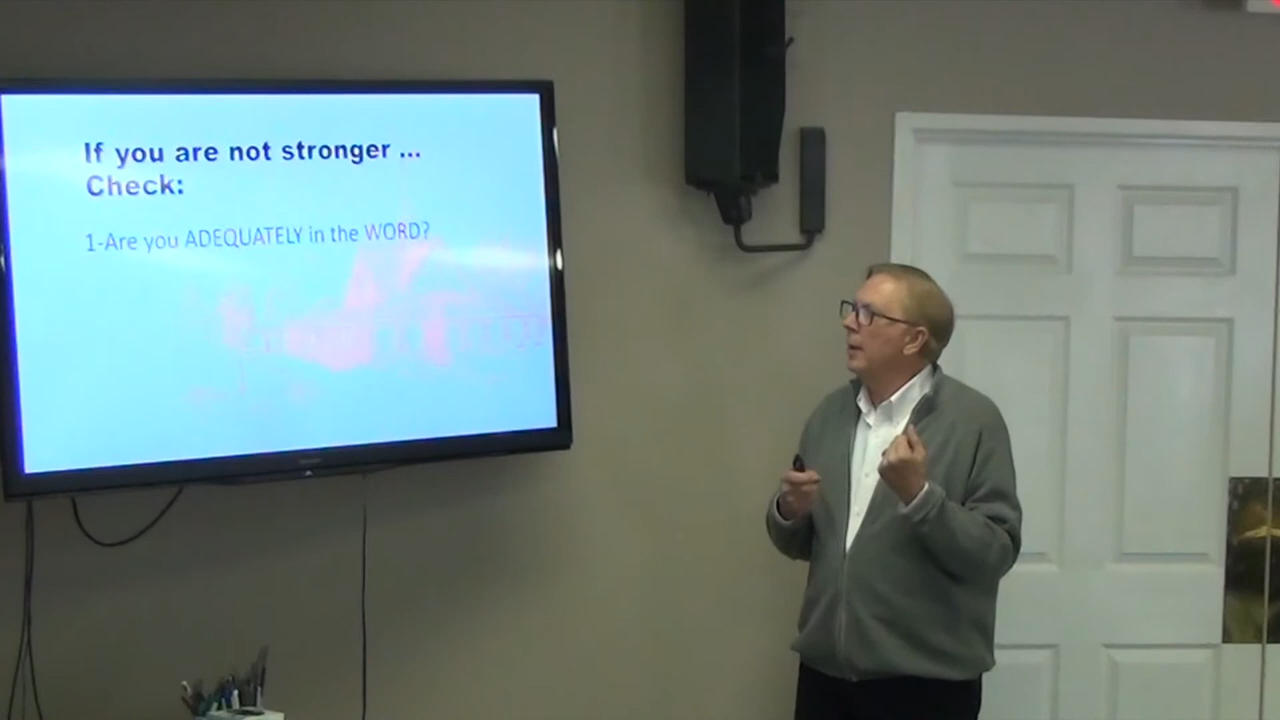 If you are not stronger ...
Check:
1-Are you ADEQUATELY in the WORD?